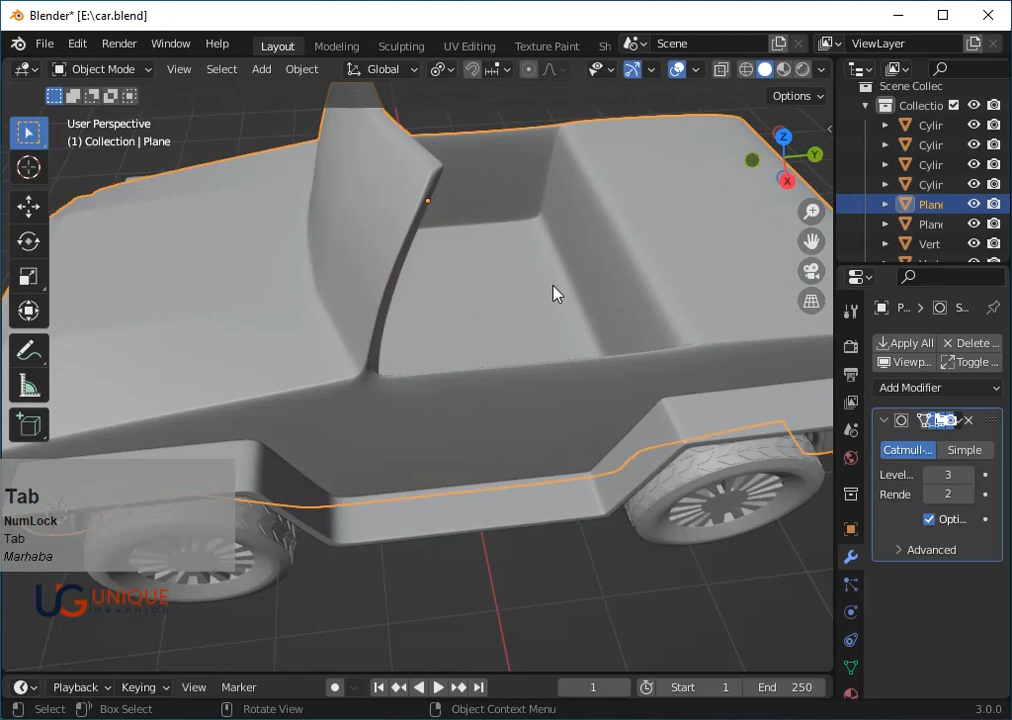 Blender* [E:\car.blend]
File Edit Render Window Help Layout Modeling Sculpting UV Editing Texture Paint Sh Scene ViewLayer
Object Mode View Select Add Object Global
Options
User Perspective
(1) Collection | Plane
Z
Y
X
Scene Collec
Collectio
Cylir
Cylir
Cylir
Cylir
Plane
Plane
Vert
P... S...
Apply All Delete ...
Viewp... Toggle ...
Add Modifier
Catmull-... Simple
Level... 3
Rende 2
Opti...
Advanced
Tab
NumLock
Tab
Marhaba
UG UNIQUE
GRAPHICS
Playback Keying View Marker 1 Start 1 End 250
Select Box Select Rotate View Object Context Menu 3.0.0